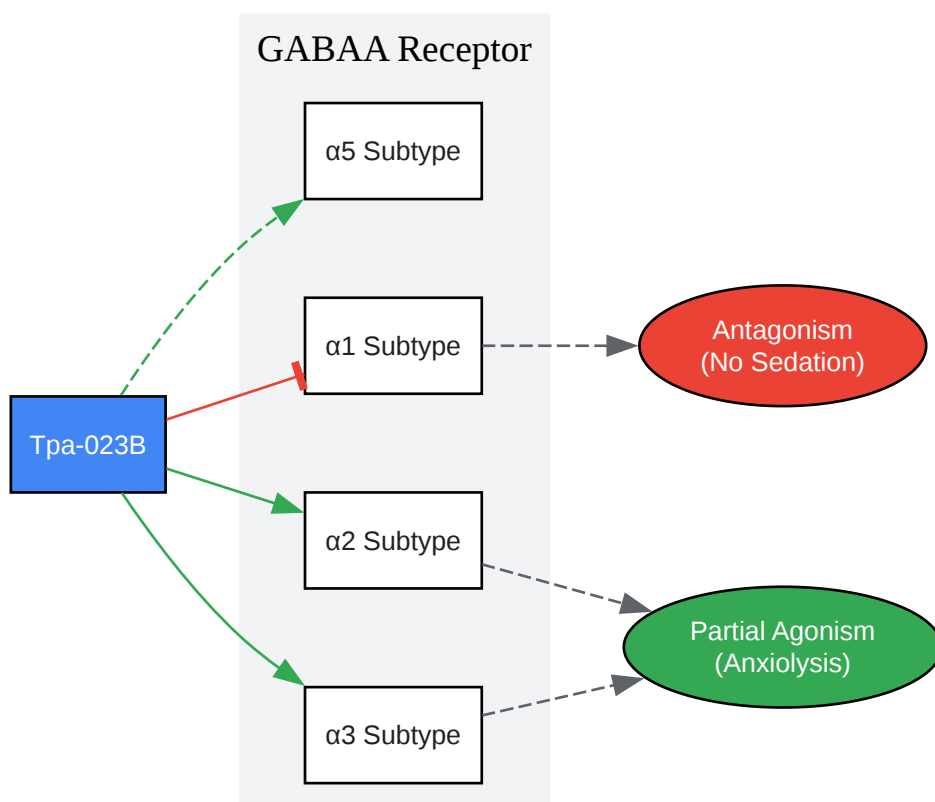 GABAA Receptor
α5 Subtype
α1 Subtype
Antagonism
(No Sedation)
Tpa-023B
α2 Subtype
Partial Agonism
(Anxiolysis)
α3 Subtype